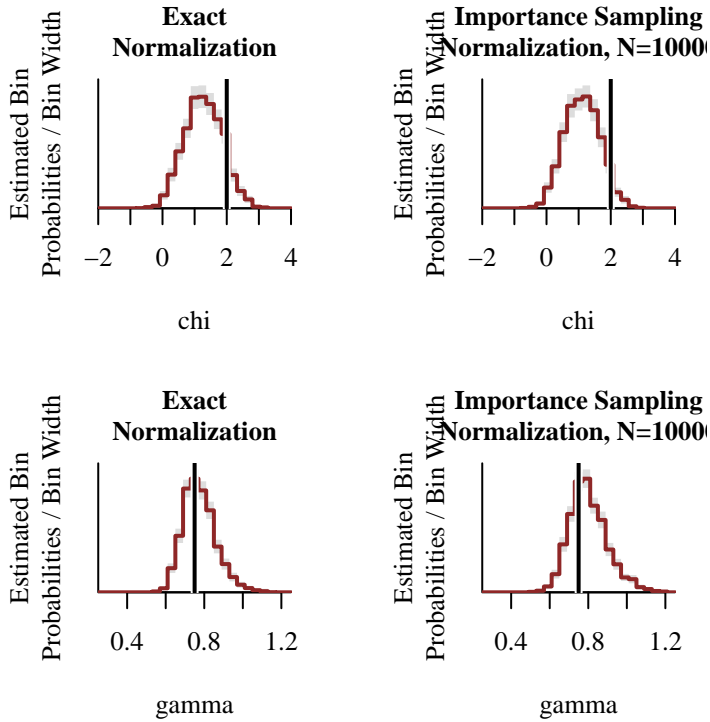 Exact
Normalization
Estimated Bin
Probabilities / Bin Width
−2 0 2 4
chi
Importance Sampling
Normalization, N=10000
Estimated Bin
Probabilities / Bin Width
−2 0 2 4
chi
Exact
Normalization
Estimated Bin
Probabilities / Bin Width
0.4 0.8 1.2
gamma
Importance Sampling
Normalization, N=10000
Estimated Bin
Probabilities / Bin Width
0.4 0.8 1.2
gamma